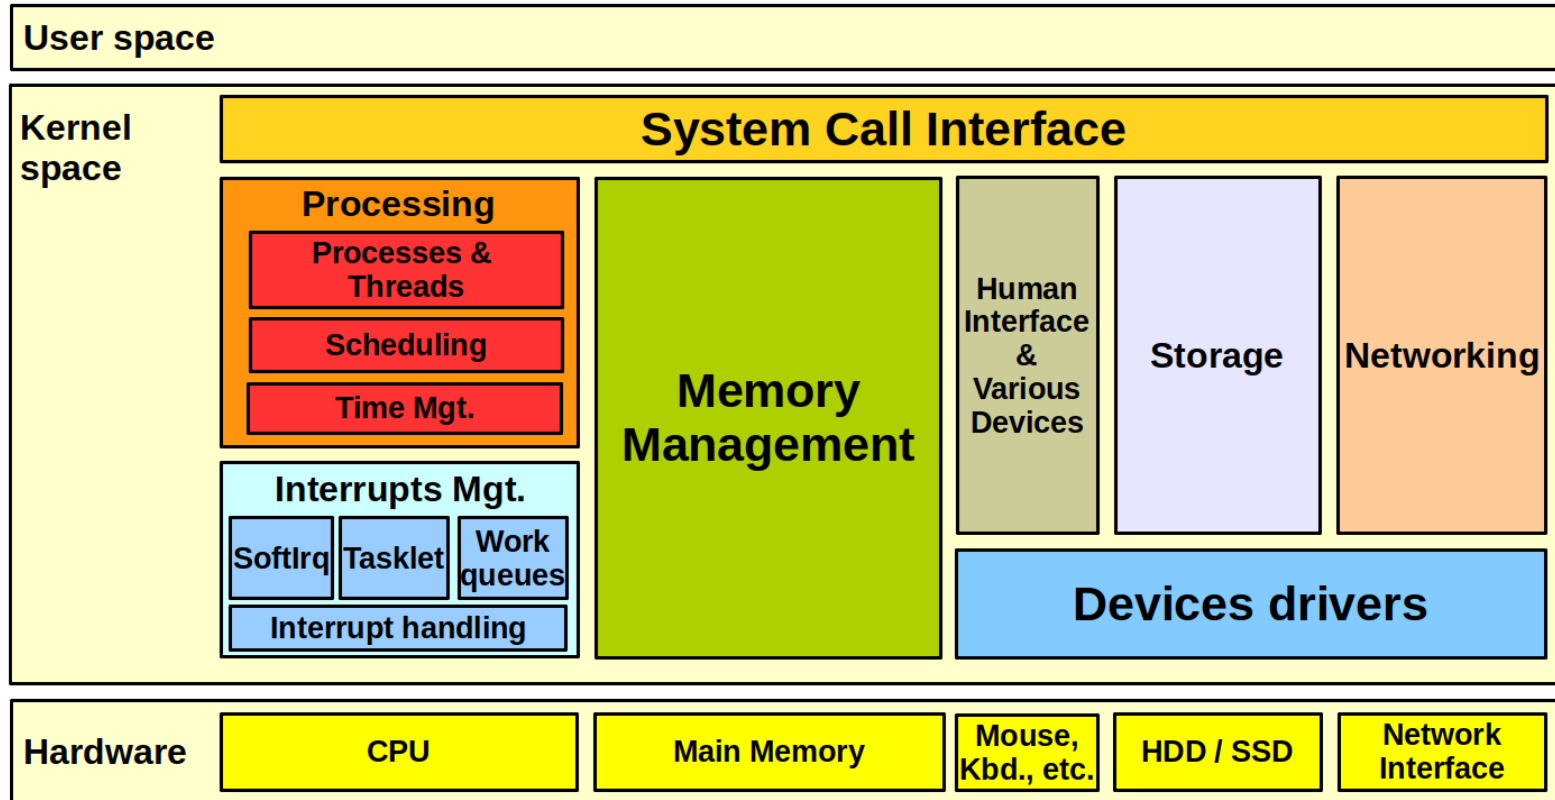 User space
Kernel
space
System Call Interface
Processing
Processes &
Threads
Scheduling
Time Mgt.
Interrupts Mgt.
SoftIrq
Tasklet
Work
queues
Interrupt handling
Memory
Management
Human
Interface
&
Various
Devices
Storage
Networking
Devices drivers
Hardware
CPU
Main Memory
Mouse,
Kbd., etc.
HDD / SSD
Network
Interface